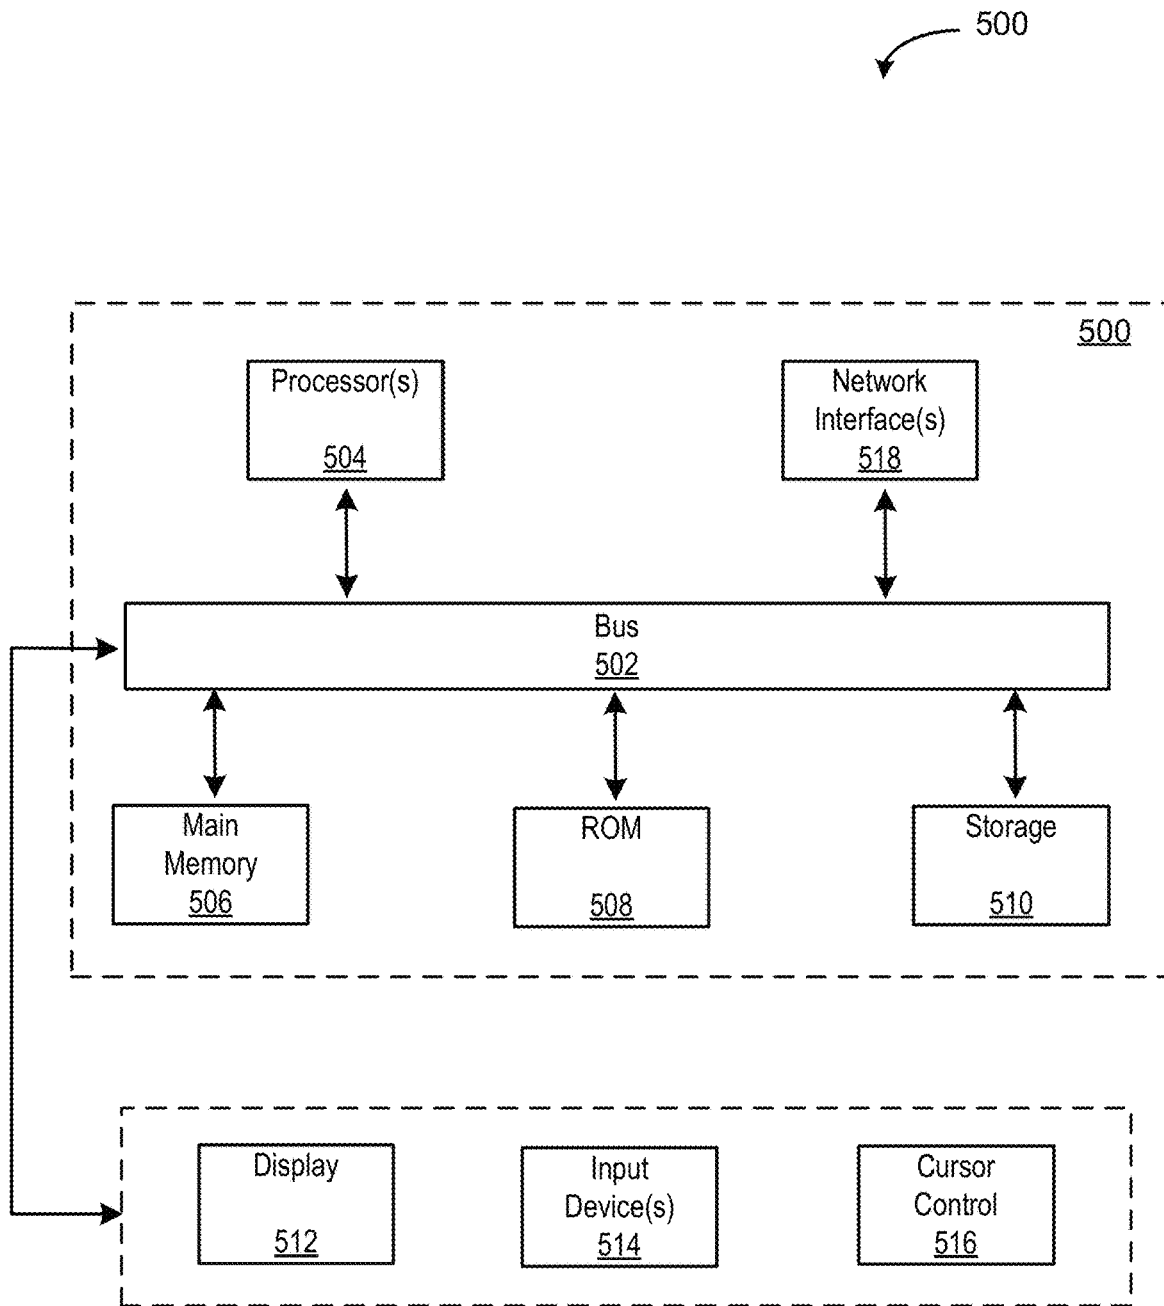 500
500
Processor(s)
504
Network
Interface(s)
518
Bus
502
Main
Memory
506
ROM
508
Storage
510
Display
512
Input
Device(s)
514
Cursor
Control
516